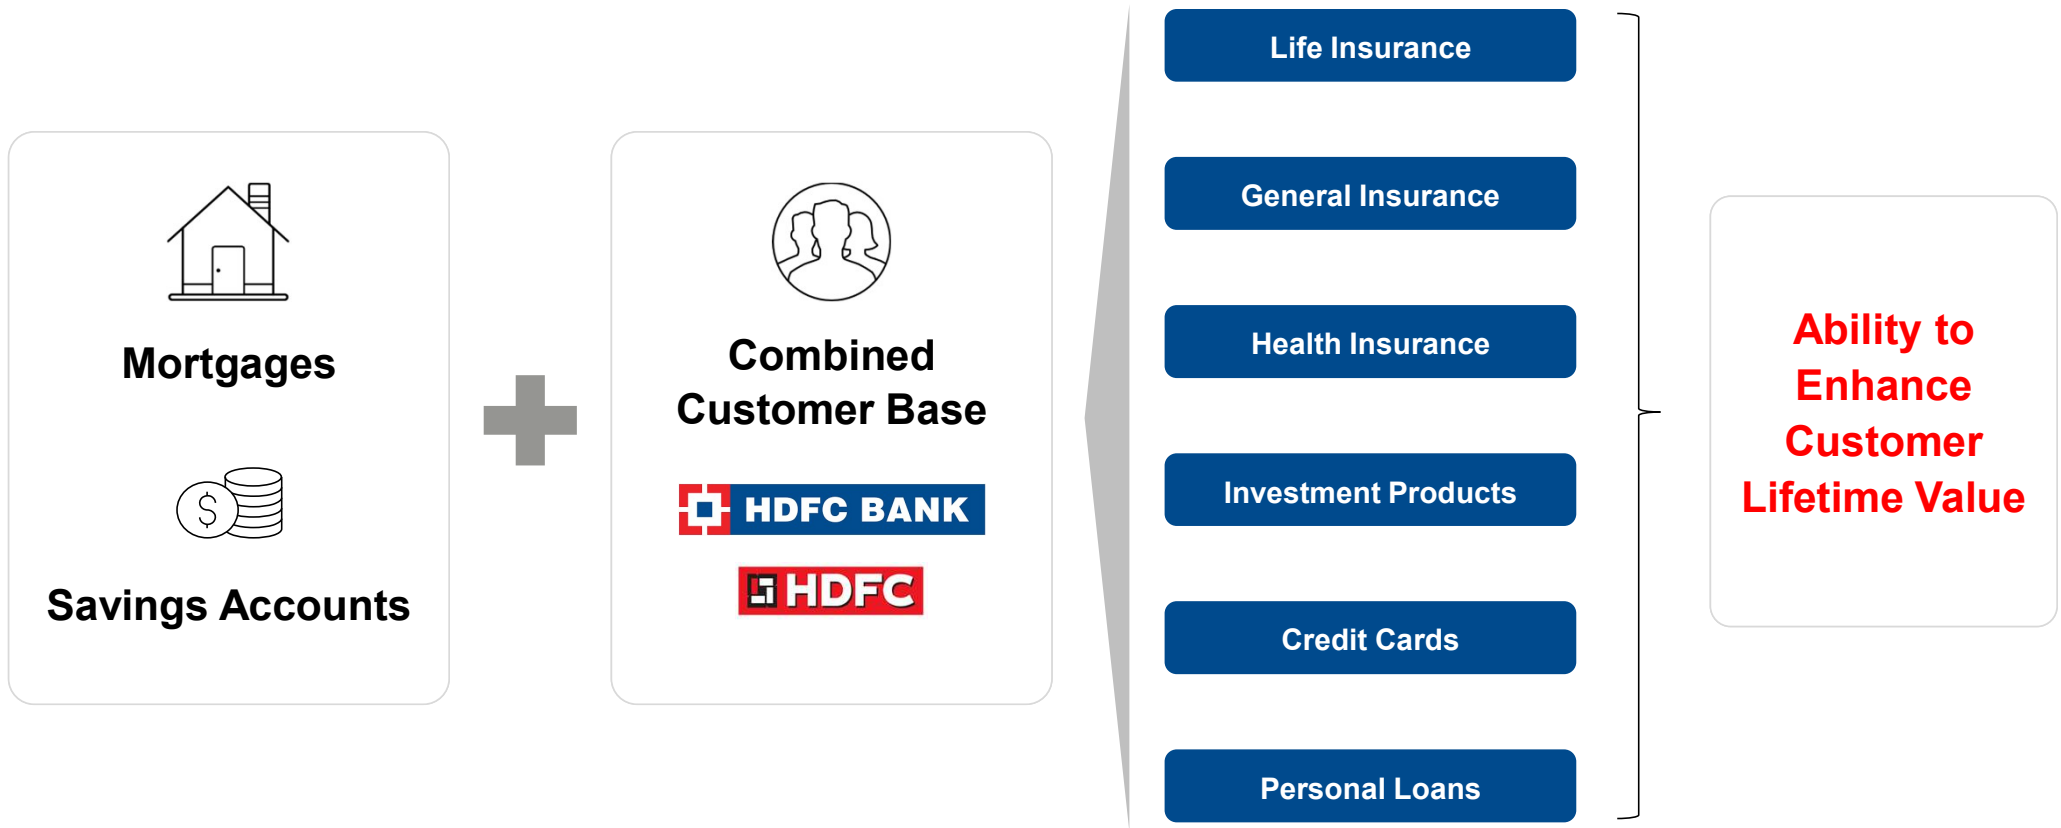 Mortgages
$
Savings Accounts
Combined
Customer Base
HDFC BANK
HDFC
Life Insurance
General Insurance
Health Insurance
Investment Products
Credit Cards
Personal Loans
Ability to
Enhance
Customer
Lifetime Value